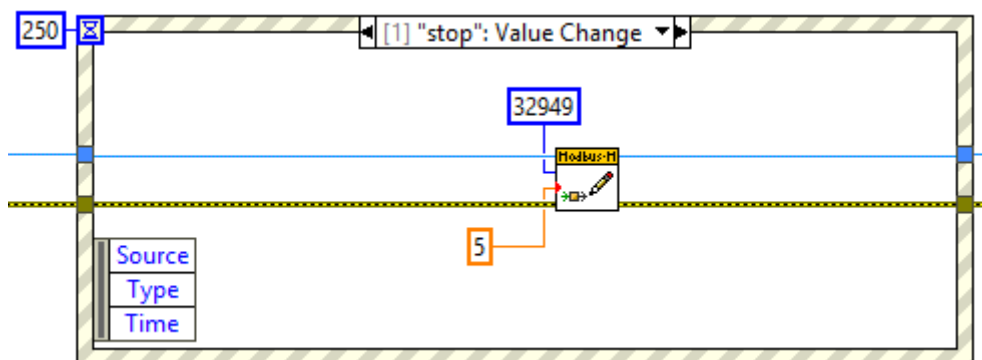 250
[1] "stop": Value Change
32949
Modbus-M
5
Source
Type
Time